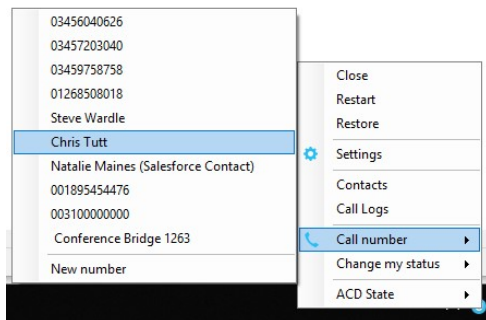 03456040626
03457203040
03459758758
01268508018
Steve Wardle
Chris Tutt
Natalie Maines (Salesforce Contact)
001895454476
003100000000
Conference Bridge 1263
New number
Close
Restart
Restore
Settings
Contacts
Call Logs
Call number
Change my status
ACD State